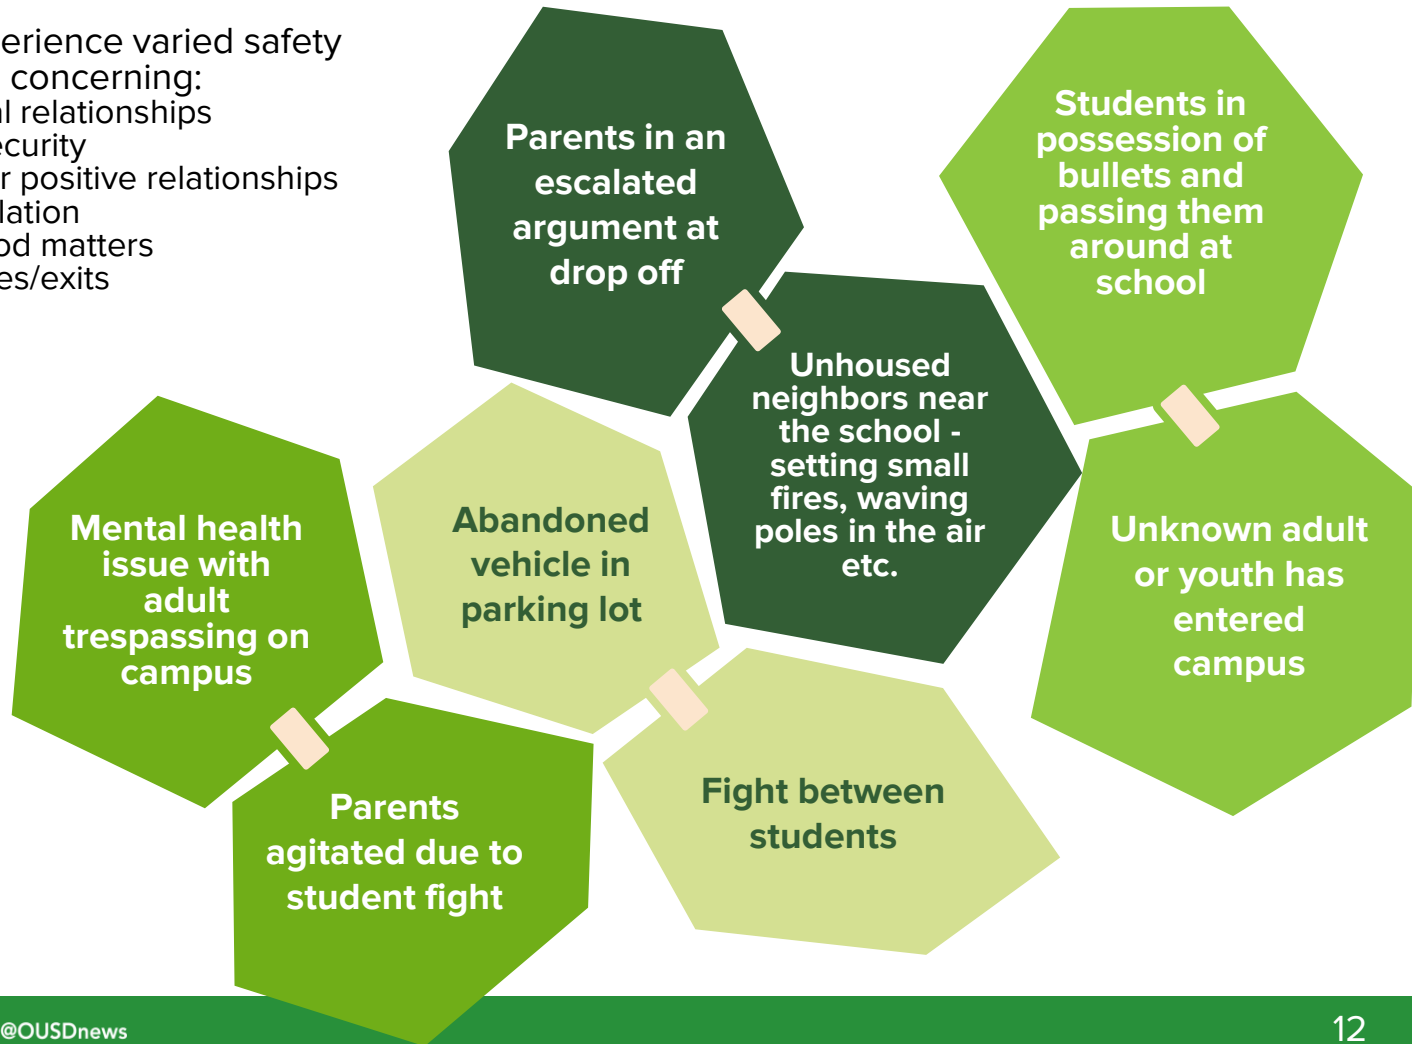 erience varied safety
concerning:
al relationships
ecurity
r positive relationships
lation
od matters
es/exits
Parents in an
escalated
argument at
drop off
Students in
possession of
bullets and
passing them
around at
school
Unhoused
neighbors near
the school -
setting small
fires, waving
poles in the air
etc.
Mental health
issue with
adult
trespassing on
campus
Abandoned
vehicle in
parking lot
Unknown adult
or youth has
entered
campus
Parents
agitated due to
student fight
Fight between
students
@OUSDnews
12